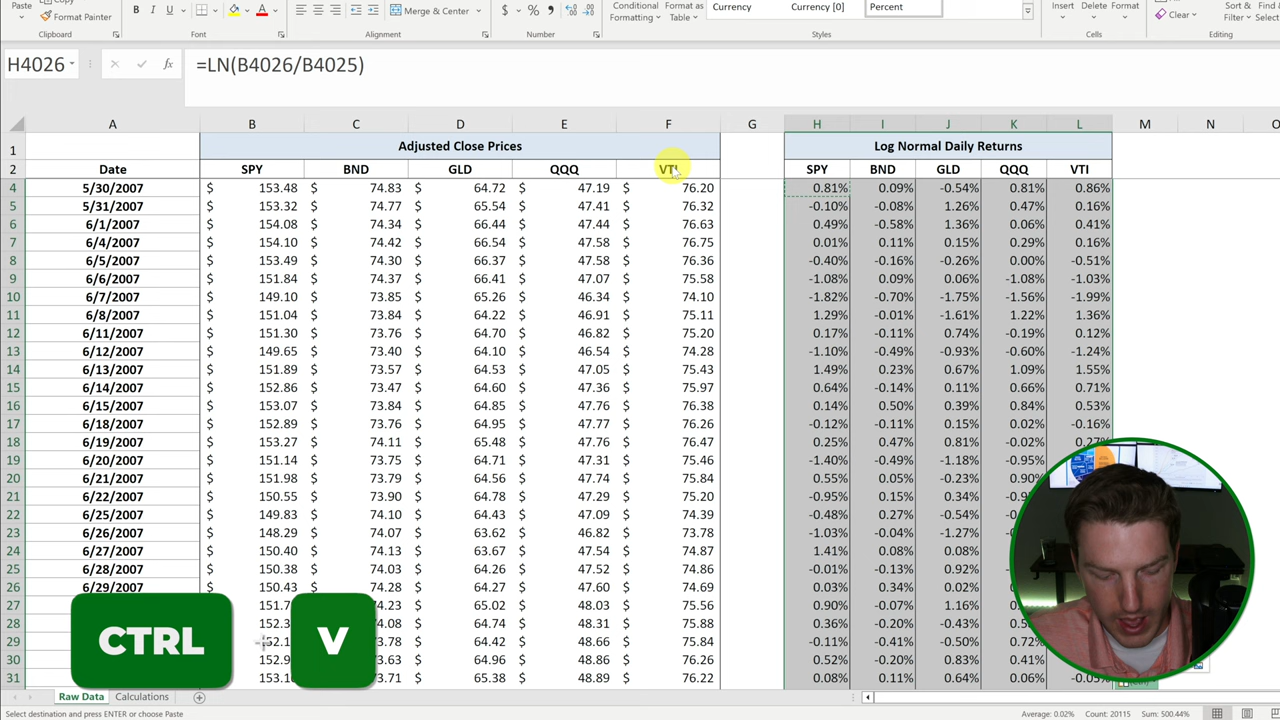 Paste
Format Painter
Clipboard
B I U
A
Font
Merge & Center
Alignment
$ % 
Number
Conditional Formatting
Format as Table
Currency
Currency [0]
Percent
Styles
Insert
Delete
Format
Cells
Clear
Sort & Filter
Find & Select
Editing
H4026
fx
=LN(B4026/B4025)
A B C D E F G H I J K L M N O
1 Adjusted Close Prices Log Normal Daily Returns
2 Date SPY BND GLD QQQ VTI SPY BND GLD QQQ VTI
4 5/30/2007 $ 153.48 $ 74.83 $ 64.72 $ 47.19 $ 76.20 0.81% 0.09% -0.54% 0.81% 0.86%
5 5/31/2007 $ 153.32 $ 74.77 $ 65.54 $ 47.41 $ 76.32 -0.10% -0.08% 1.26% 0.47% 0.16%
6 6/1/2007 $ 154.08 $ 74.34 $ 66.44 $ 47.44 $ 76.63 0.49% -0.58% 1.36% 0.06% 0.41%
7 6/4/2007 $ 154.10 $ 74.42 $ 66.54 $ 47.58 $ 76.75 0.01% 0.11% 0.15% 0.29% 0.16%
8 6/5/2007 $ 153.49 $ 74.30 $ 66.37 $ 47.58 $ 76.36 -0.40% -0.16% -0.26% 0.00% -0.51%
9 6/6/2007 $ 151.84 $ 74.37 $ 66.41 $ 47.07 $ 75.58 -1.08% 0.09% 0.06% -1.08% -1.03%
10 6/7/2007 $ 149.10 $ 73.85 $ 65.26 $ 46.34 $ 74.10 -1.82% -0.70% -1.75% -1.56% -1.99%
11 6/8/2007 $ 151.04 $ 73.84 $ 64.22 $ 46.91 $ 75.11 1.29% -0.01% -1.61% 1.22% 1.36%
12 6/11/2007 $ 151.30 $ 73.76 $ 64.70 $ 46.82 $ 75.20 0.17% -0.11% 0.74% -0.19% 0.12%
13 6/12/2007 $ 149.65 $ 73.40 $ 64.10 $ 46.54 $ 74.28 -1.10% -0.49% -0.93% -0.60% -1.24%
14 6/13/2007 $ 151.89 $ 73.57 $ 64.53 $ 47.05 $ 75.43 1.49% 0.23% 0.67% 1.09% 1.55%
15 6/14/2007 $ 152.86 $ 73.47 $ 64.60 $ 47.36 $ 75.97 0.64% -0.14% 0.11% 0.66% 0.71%
16 6/15/2007 $ 153.07 $ 73.84 $ 64.85 $ 47.76 $ 76.38 0.14% 0.50% 0.39% 0.84% 0.53%
17 6/18/2007 $ 152.89 $ 73.76 $ 64.95 $ 47.77 $ 76.26 -0.12% -0.11% 0.15% 0.02% -0.16%
18 6/19/2007 $ 153.27 $ 74.11 $ 65.48 $ 47.76 $ 76.47 0.25% 0.47% 0.81% -0.02% 0.27%
19 6/20/2007 $ 151.14 $ 73.75 $ 64.71 $ 47.31 $ 75.46 -1.40% -0.49% -1.18% -0.95%
20 6/21/2007 $ 151.98 $ 73.79 $ 64.56 $ 47.74 $ 75.84 0.55% 0.05% -0.23% 0.90%
21 6/22/2007 $ 150.55 $ 73.90 $ 64.78 $ 47.29 $ 75.20 -0.95% 0.15% 0.34%
22 6/25/2007 $ 149.83 $ 74.10 $ 64.43 $ 47.09 $ 74.39 -0.48% 0.27% -0.54%
23 6/26/2007 $ 148.29 $ 74.07 $ 63.62 $ 46.82 $ 73.78 -1.03% -0.04% -1.27%
24 6/27/2007 $ 150.40 $ 74.13 $ 63.67 $ 47.54 $ 74.87 1.41% 0.08% 0.08%
25 6/28/2007 $ 150.38 $ 74.03 $ 64.26 $ 47.52 $ 74.86 -0.01% -0.13% 0.92%
26 6/29/2007 $ 150.43 $ 74.28 $ 64.27 $ 47.60 $ 74.69 0.03% 0.34% 0.02%
27 $ 65.02 $ 48.03 $ 75.56 0.90% -0.07% 1.16%
28 $ 64.74 $ 48.31 $ 75.88 0.36% -0.20% -0.43%
29 $ 64.42 $ 48.66 $ 75.84 -0.11% -0.41% -0.50% 0.72%
30 $ 64.96 $ 48.86 $ 76.26 0.52% -0.20% 0.83% 0.41%
31 $ 65.38 $ 48.89 $ 76.22 0.08% 0.11% 0.64% 0.06%
CTRL
V
Raw Data
Calculations
Select destination and press ENTER or choose Paste
Average: 0.02%
Count: 20115
Sum: 500.44%